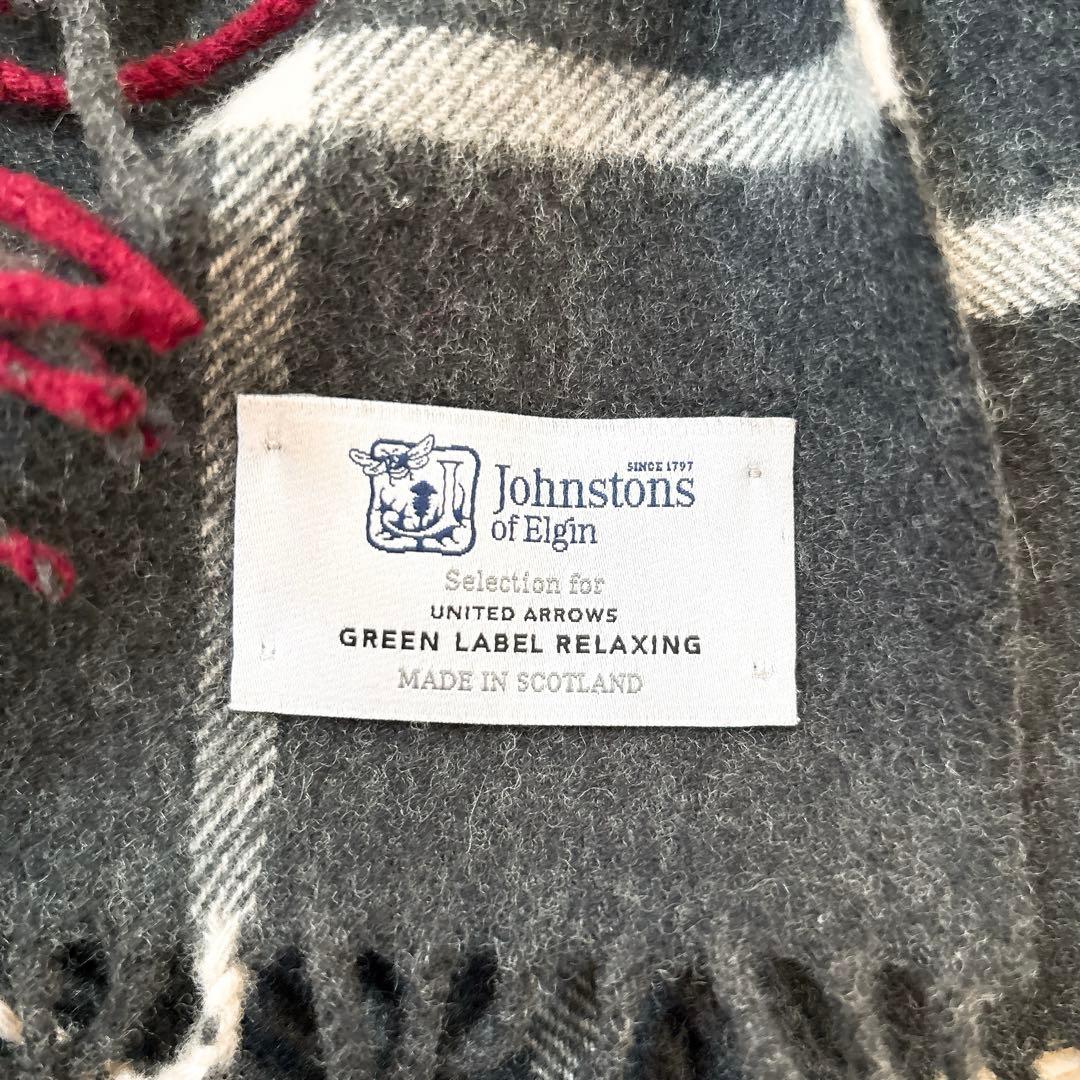 SINCE 1797
Johnstons
of Elgin
Selection for
UNITED ARROWS
GREEN LABEL RELAXING
MADE IN SCOTLAND